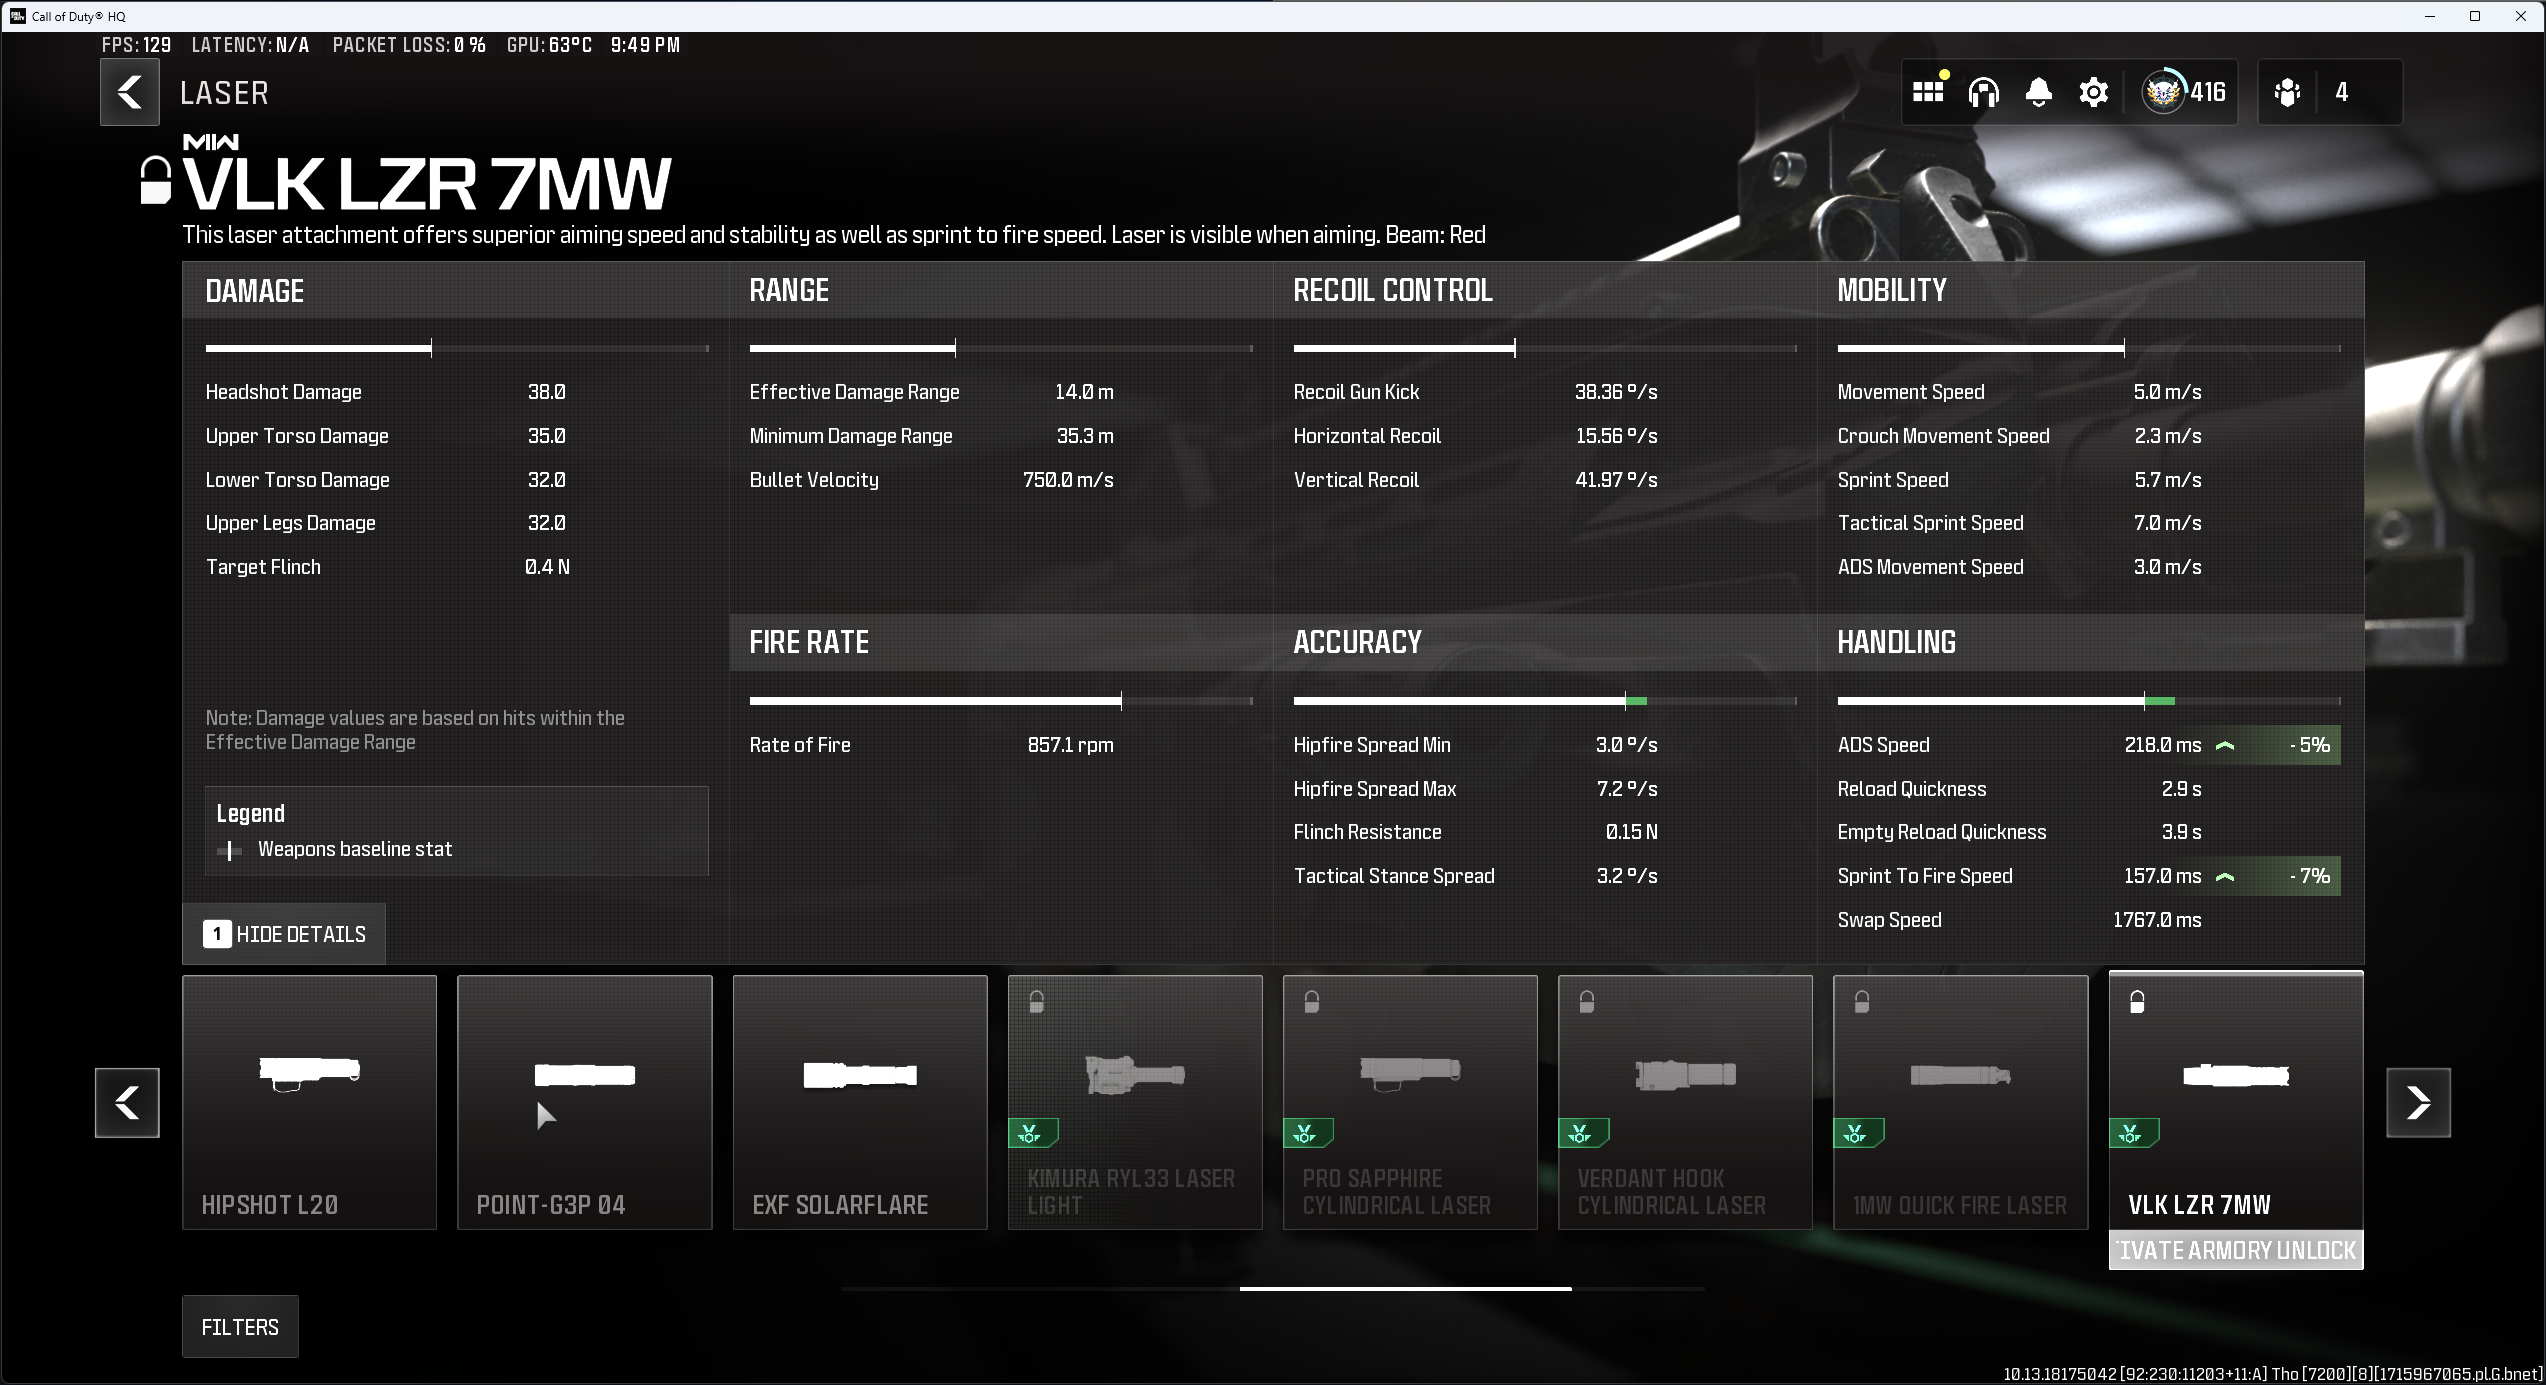 Call of Duty® HQ
FPS: 129 LATENCY: N/A PACKET LOSS: 0 % GPU: 63°C 9:49 PM
LASER
416
4
MW
VLK LZR 7MW
This laser attachment offers superior aiming speed and stability as well as sprint to fire speed. Laser is visible when aiming. Beam: Red
DAMAGE
Headshot Damage 38.0
Upper Torso Damage 35.0
Lower Torso Damage 32.0
Upper Legs Damage 32.0
Target Flinch 0.4 N
Note: Damage values are based on hits within the
Effective Damage Range
Legend
Weapons baseline stat
1 HIDE DETAILS
RANGE
Effective Damage Range 14.0 m
Minimum Damage Range 35.3 m
Bullet Velocity 750.0 m/s
FIRE RATE
Rate of Fire 857.1 rpm
RECOIL CONTROL
Recoil Gun Kick 38.36 º/s
Horizontal Recoil 15.56 º/s
Vertical Recoil 41.97 º/s
ACCURACY
Hipfire Spread Min 3.0 º/s
Hipfire Spread Max 7.2 º/s
Flinch Resistance 0.15 N
Tactical Stance Spread 3.2 º/s
MOBILITY
Movement Speed 5.0 m/s
Crouch Movement Speed 2.3 m/s
Sprint Speed 5.7 m/s
Tactical Sprint Speed 7.0 m/s
ADS Movement Speed 3.0 m/s
HANDLING
ADS Speed 218.0 ms - 5%
Reload Quickness 2.9 s
Empty Reload Quickness 3.9 s
Sprint To Fire Speed 157.0 ms - 7%
Swap Speed 1767.0 ms
HIPSHOT L20
POINT-G3P 04
EXF SOLARFLARE
KIMURA RYL33 LASER
LIGHT
PRO SAPPHIRE
CYLINDRICAL LASER
VERDANT HOOK
CYLINDRICAL LASER
1MW QUICK FIRE LASER
VLK LZR 7MW
IVATE ARMORY UNLOCK
FILTERS
10.13.18175042 [92:230:11203+11:A] Tho [7200][8][1715967065.pl.G.bnet]